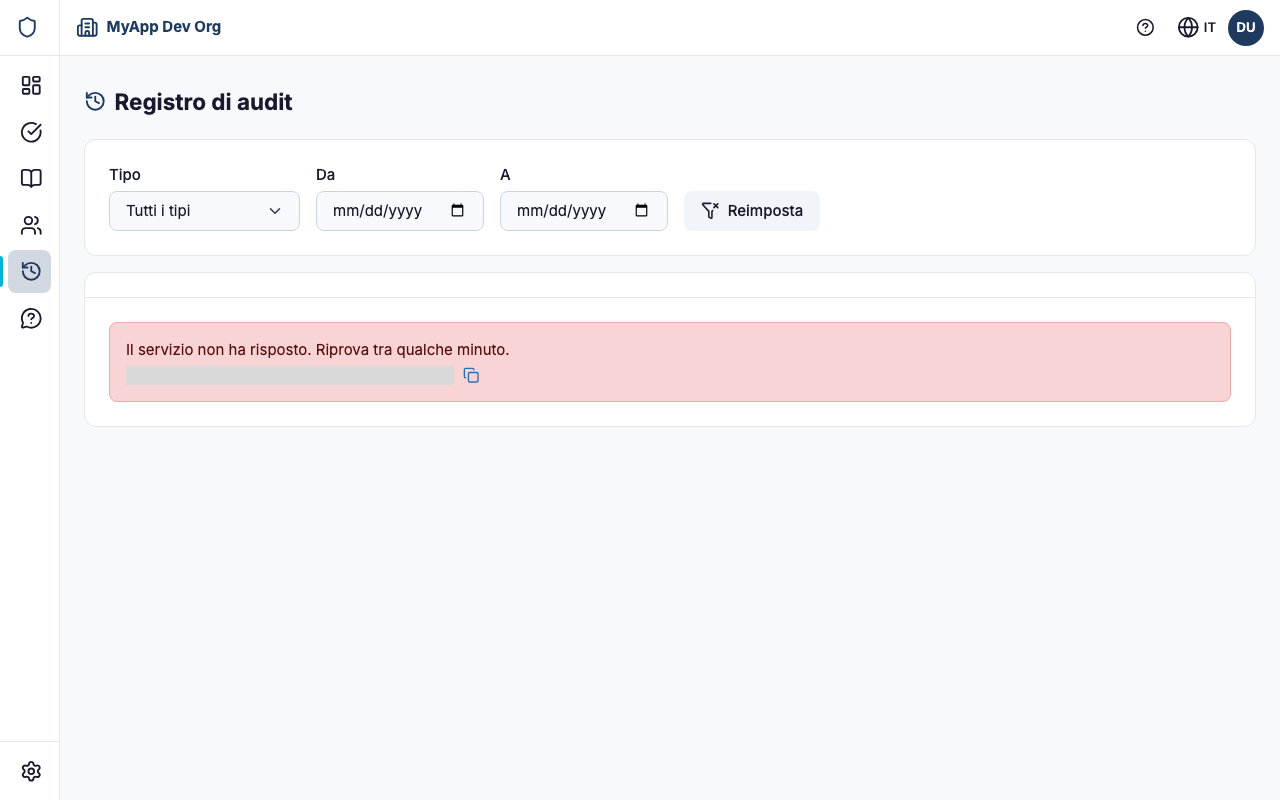 MyApp Dev Org
IT
DU
Registro di audit
Tipo
Da
A
Tutti i tipi
mm/dd/yyyy
mm/dd/yyyy
Reimposta
Il servizio non ha risposto. Riprova tra qualche minuto.